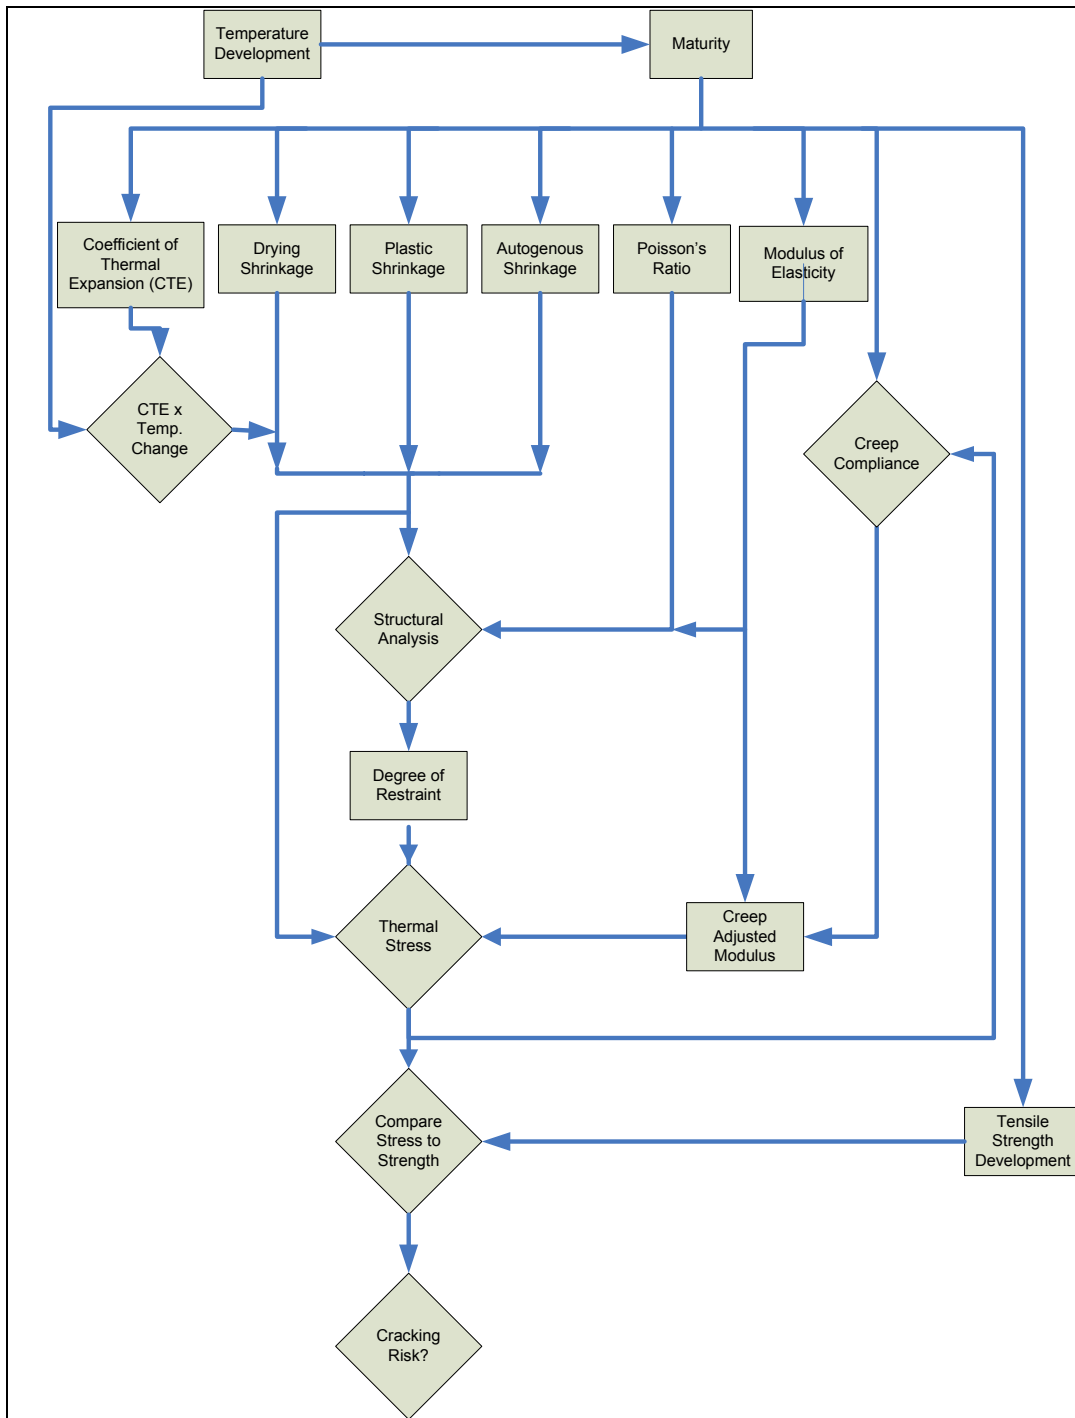 Temperature
Development
Maturity
Coefficient of
Thermal
Expansion (CTE)
Drying
Shrinkage
Plastic
Shrinkage
Autogenous
Shrinkage
Poisson's
Ratio
Modulus of
Elasticity
CTE x
Temp.
Change
Creep
Compliance
Structural
Analysis
Degree of
Restraint
Thermal
Stress
Creep
Adjusted
Modulus
Compare
Stress to
Strength
Tensile
Strength
Development
Cracking
Risk?